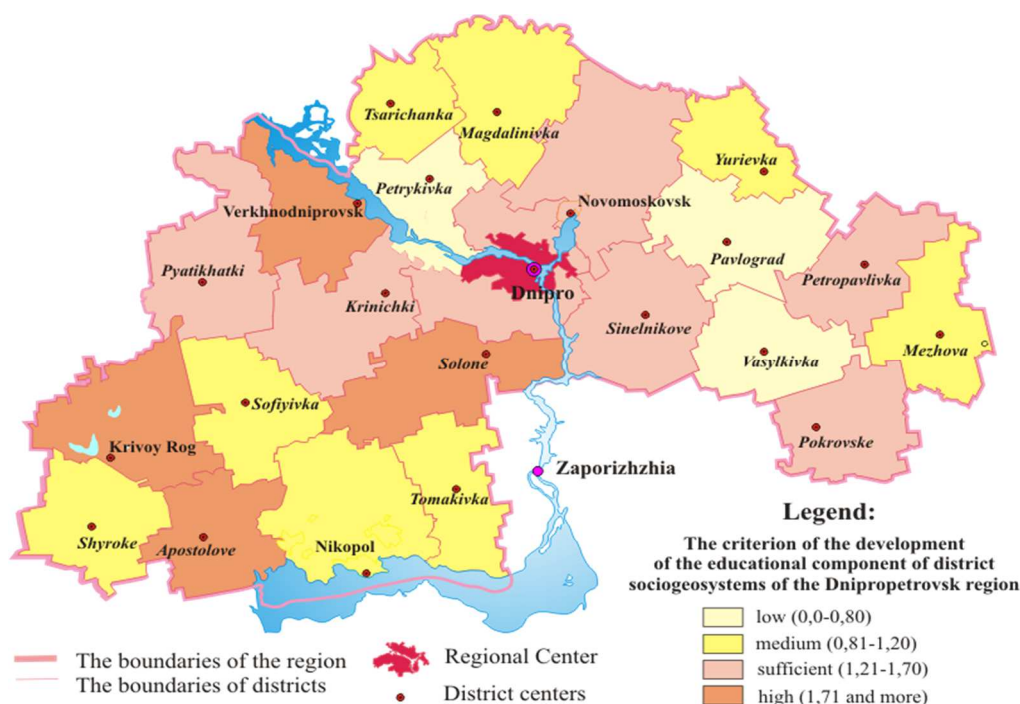 Tsarichanka
Magdalinivka
Yurievka
Petrykivka
Verkhnodniprovsk
Novomoskovsk
Pavlograd
Pyatikhatki
Petropavlivka
Krinichki
Dnipro
Sinelnikove
Mezhova
Solone
Vasylkivka
Sofiyivka
Pokrovske
Krivoy Rog
Zaporizhzhia
Tomakivka
Shyroke
Apostolove
Nikopol
Legend:
The criterion of the development
of the educational component of district
sociogeosystems of the Dnipropetrovsk region
low (0,0-0,80)
medium (0,81-1,20)
sufficient (1,21-1,70)
high (1,71 and more)
The boundaries of the region
The boundaries of districts
Regional Center
District centers